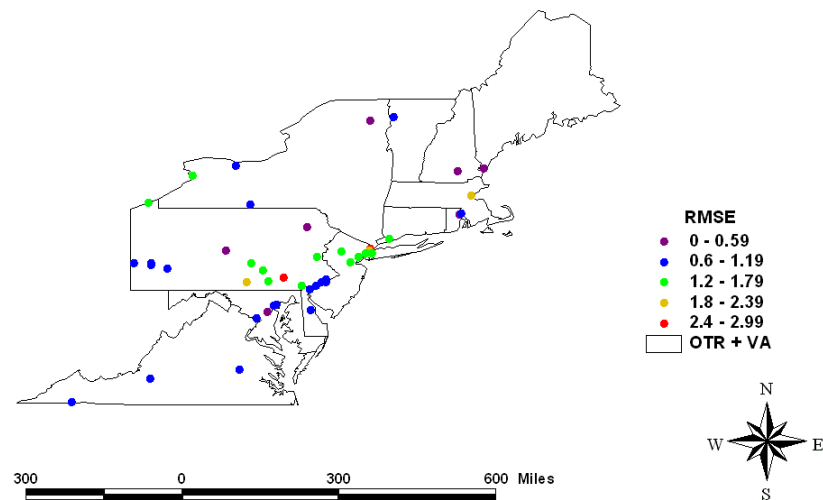 RMSE
0 - 0.59
0.6 - 1.19
1.2 - 1.79
1.8 - 2.39
2.4 - 2.99
OTR + VA
N
W E
S
300 0 300 600 Miles